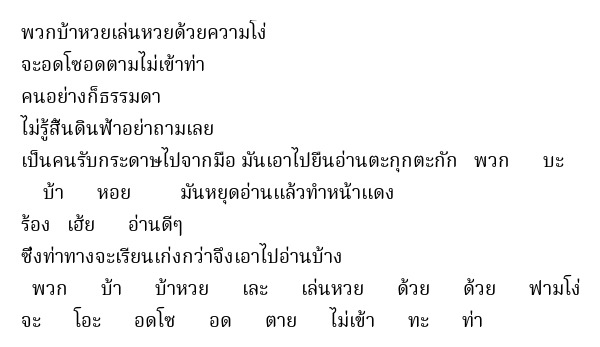 พวกบ้าหวยเล่นหวยด้วยความโง่
จะอดโซอดตามไม่เข้าท่า
คนอย่างก็ธรรมดา
ไม่รู้สี้นดินฟ้าอย่าถามเลย
เป็นคนรับกระดาษไปจากมือ มันเอาไปยืนอ่านตะกุกตะกัก พวก บะ
บ้า หอย มันหยุดอ่านแล้วทำหน้าแดง
ร้อง เฮ้ย อ่านดีๆ
ซึ่งท่าทางจะเรียนเก่งกว่าจึงเอาไปอ่านบ้าง
พวก บ้า บ้าหวย เละ เล่นหวย ด้วย ด้วย ฟามโง่
จะ โอะ อดโซ อด ตาย ไม่เข้า ทะ ท่า